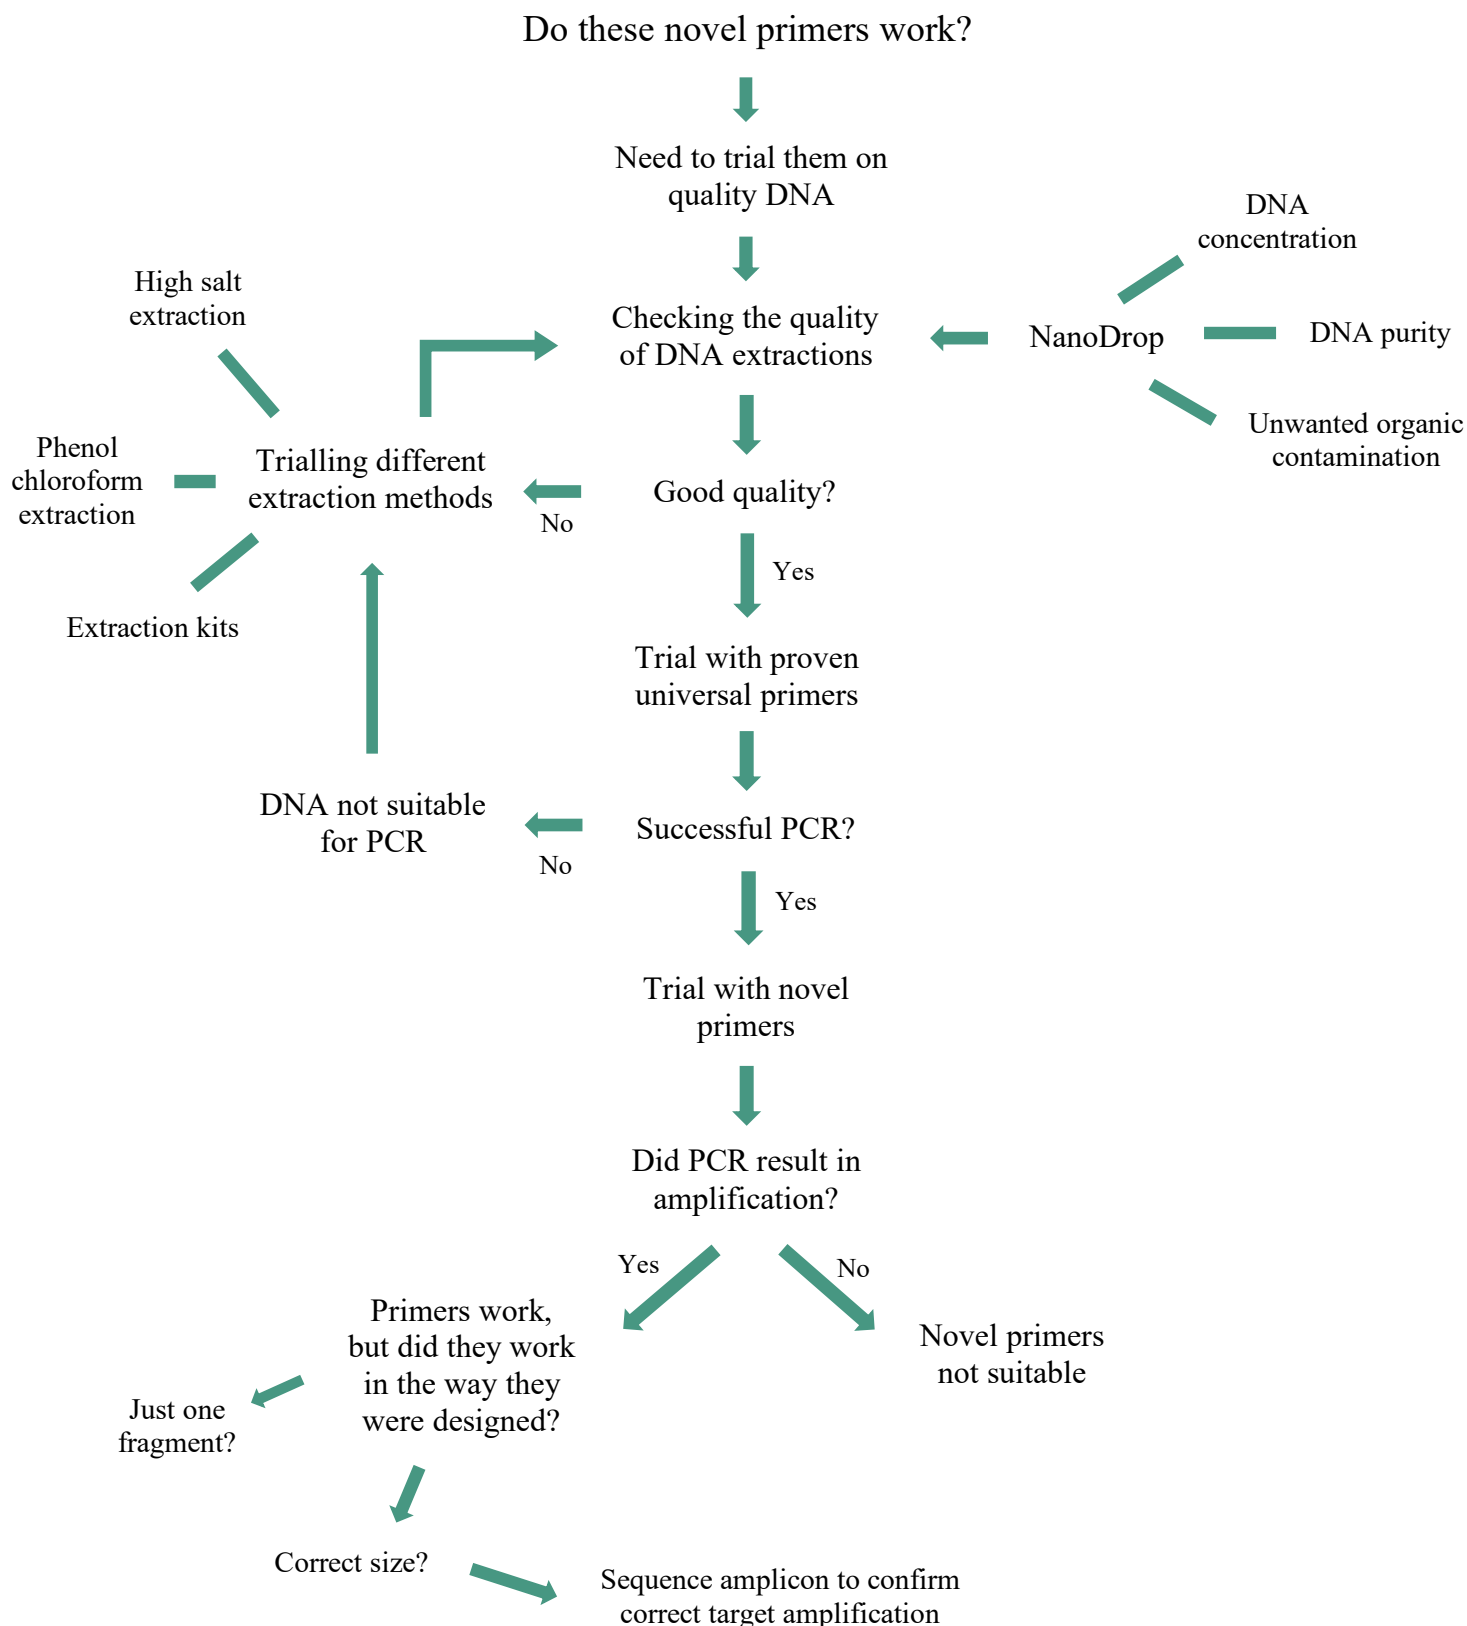 Do these novel primers work?
Need to trial them on
quality DNA
DNA
concentration
High salt
extraction
Checking the quality
of DNA extractions
NanoDrop
DNA purity
Unwanted organic
contamination
Phenol
chloroform
extraction
Trialling different
extraction methods
Good quality?
No
Yes
Extraction kits
Trial with proven
universal primers
DNA not suitable
for PCR
Successful PCR?
No
Yes
Trial with novel
primers
Did PCR result in
amplification?
Yes
No
Primers work,
but did they work
in the way they
were designed?
Novel primers
not suitable
Just one
fragment?
Correct size?
Sequence amplicon to confirm
correct target amplification